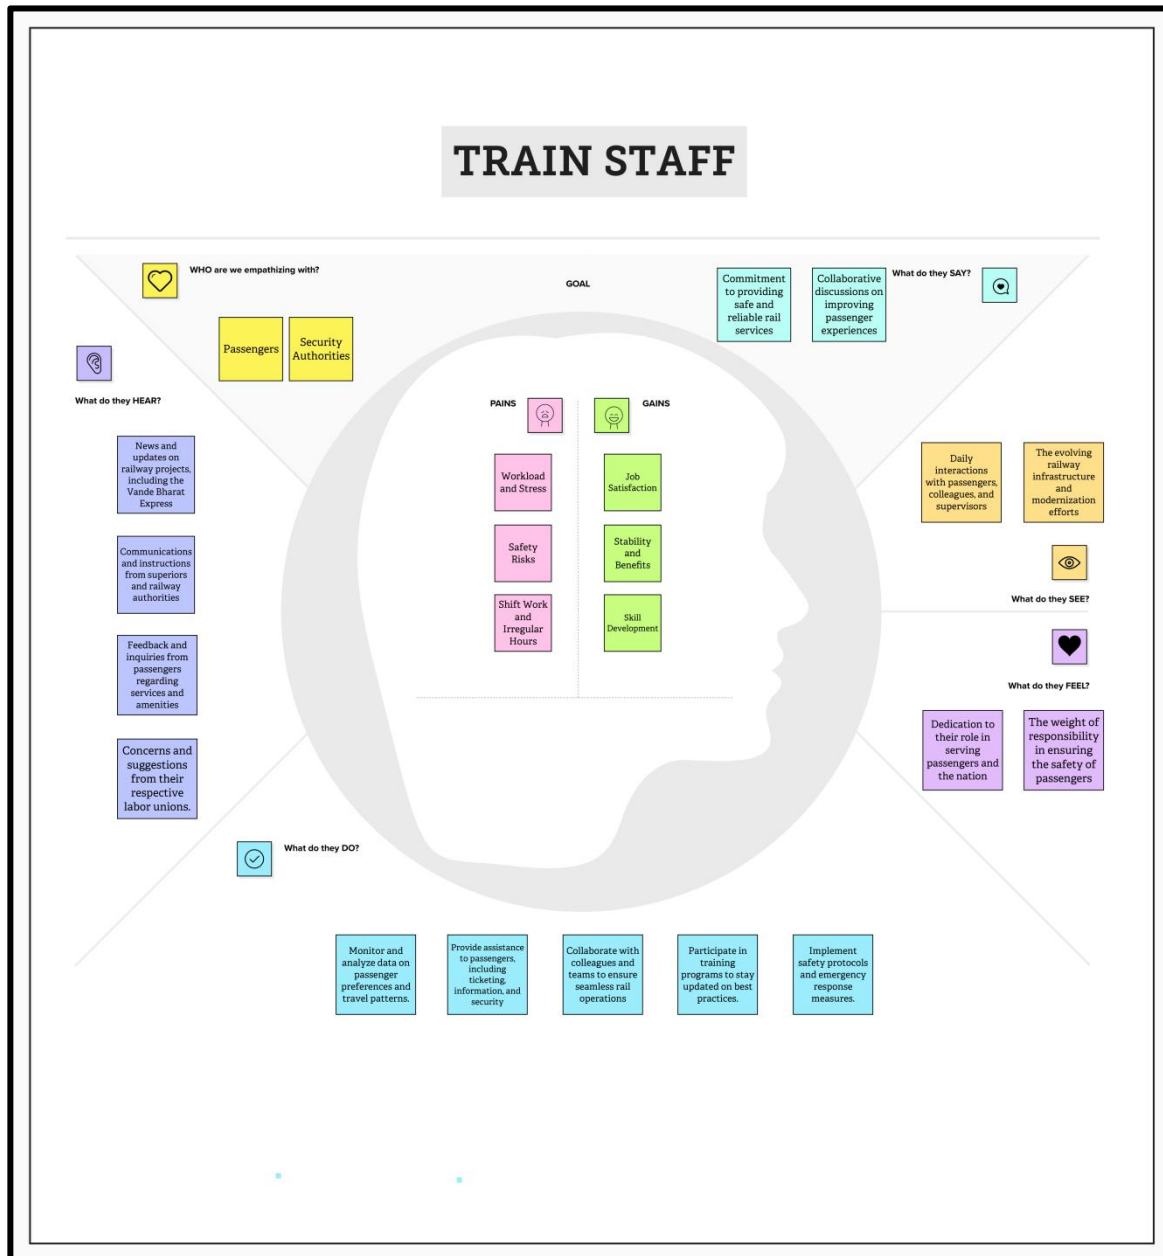 TRAIN STAFF
WHO are we empathizing with?
Passengers
Security
Authorities
GOAL
Commitment
to providing
safe and
reliable rail
services
Collaborative
discussions on
improving
passenger
experiences
What do they SAY?
What do they HEAR?
News and
updates on
railway projects,
including the
Vande Bharat
Express
Communications
and instructions
from superiors
and railway
authorities
Feedback and
inquiries from
passengers
regarding
services and
amenities
Concerns and
suggestions
from their
respective
labor unions.
PAINS
Workload
and Stress
Safety
Risks
Shift Work
and
Irregular
Hours
GAINS
Job
Satisfaction
Stability
and
Benefits
Skill
Development
Daily
interactions
with passengers,
colleagues, and
supervisors
The evolving
railway
infrastructure
and
modernization
efforts
What do they SEE?
What do they FEEL?
Dedication to
their role in
serving
passengers and
the nation
The weight of
responsibility
in ensuring
the safety of
passengers
What do they DO?
Monitor and
analyze data on
passenger
preferences and
travel patterns.
Provide assistance
to passengers,
including
ticketing,
information, and
security
Collaborate with
colleagues and
teams to ensure
seamless rail
operations
Participate in
training
programs to stay
updated on best
practices.
Implement
safety protocols
and emergency
response
measures.